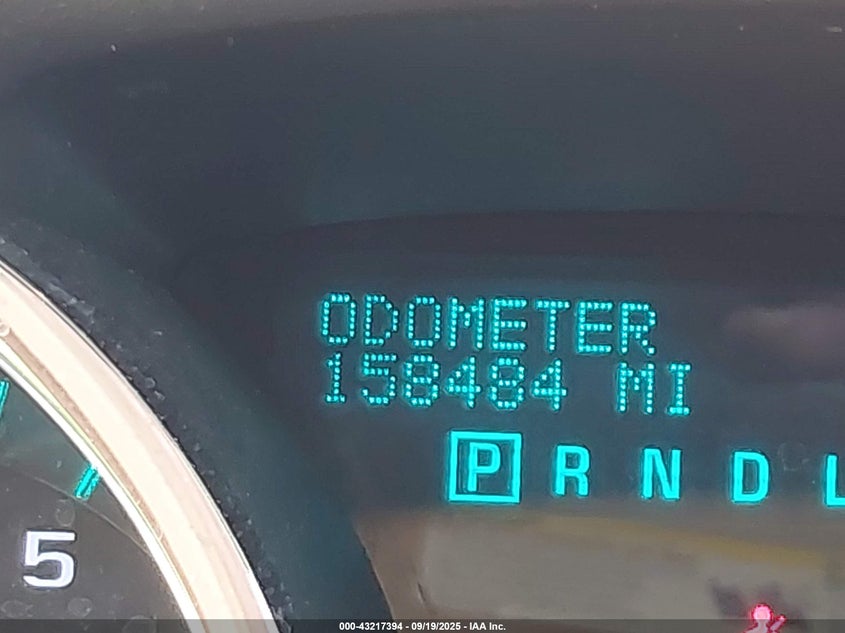 ODOMETER
158484 MI
P R N D L
5
000-43217394 - 09/19/2025 - IAA Inc.